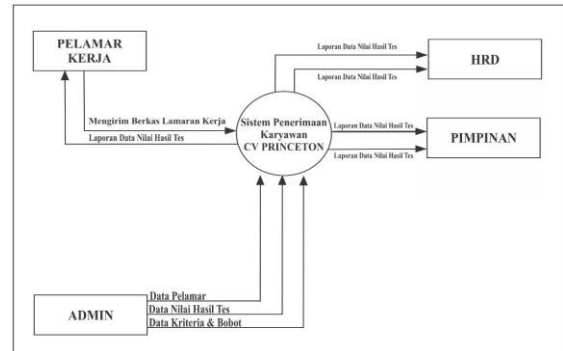 PELAMAR
KERJA
Laporan Data Nilai Hasil Tes
Laporan Data Nilai Hasil Tes
HRD
Mengirim Berkas Lamaran Kerja
Laporan Data Nilai Hasil Tes
Sistem Penerimaan
Karyawan
CV PRINCETON
Laporan Data Nilai Hasil Tes
Laporan Data Nilai Hasil Tes
PIMPINAN
ADMIN
Data Pelamar
Data Nilai Hasil Tes
Data Kriteria & Bobot